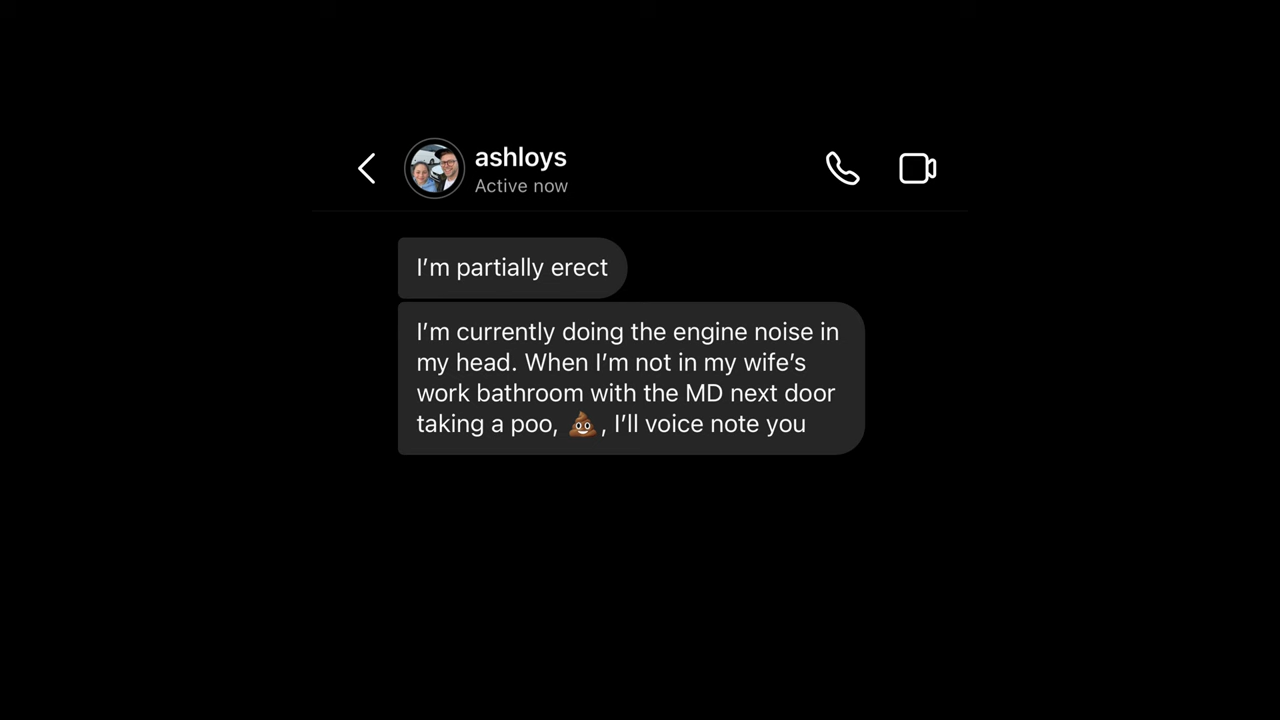 ashloys
Active now
I’m partially erect
I’m currently doing the engine noise in
my head. When I’m not in my wife’s
work bathroom with the MD next door
taking a poo, 💩, I’ll voice note you